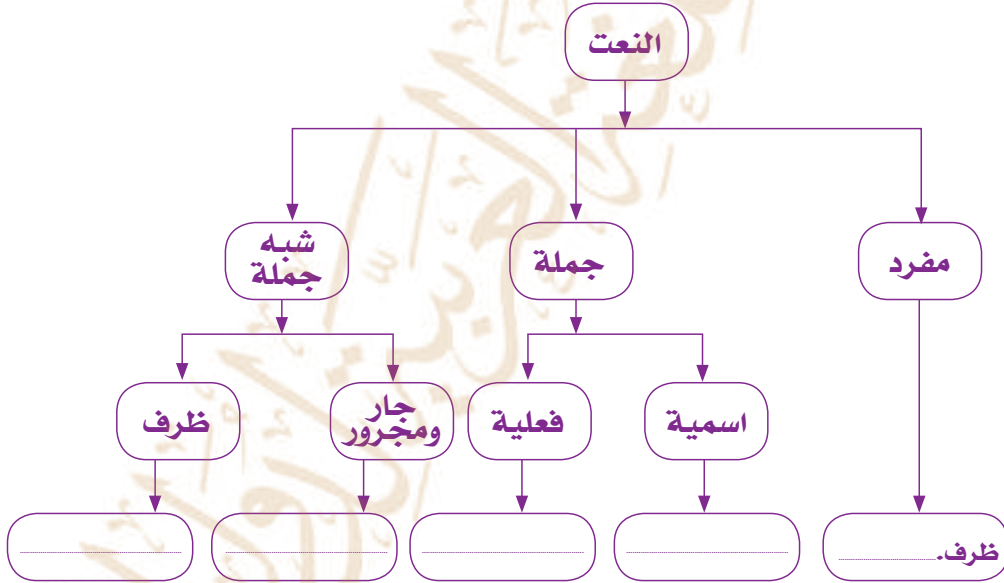 النعت
مفرد
جملة
شبه
جملة
اسمية
فعلية
جار
ومجرور
ظرف
ظرف.